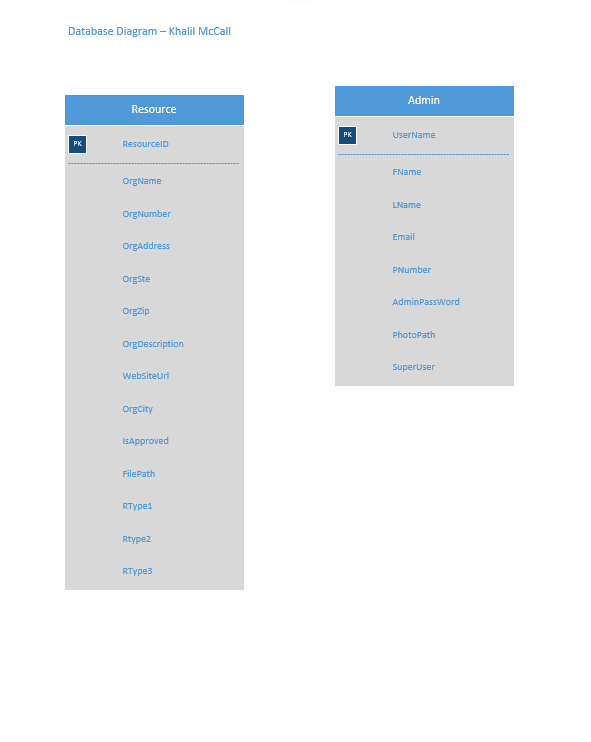 Database Diagram – Khalil McCall
Resource
PK
ResourceID
OrgName
OrgNumber
OrgAddress
OrgSte
OrgZip
OrgDescription
WebSiteUrl
OrgCity
IsApproved
FilePath
RType1
Rtype2
RType3
Admin
PK
UserName
FName
LName
Email
PNumber
AdminPassWord
PhotoPath
SuperUser